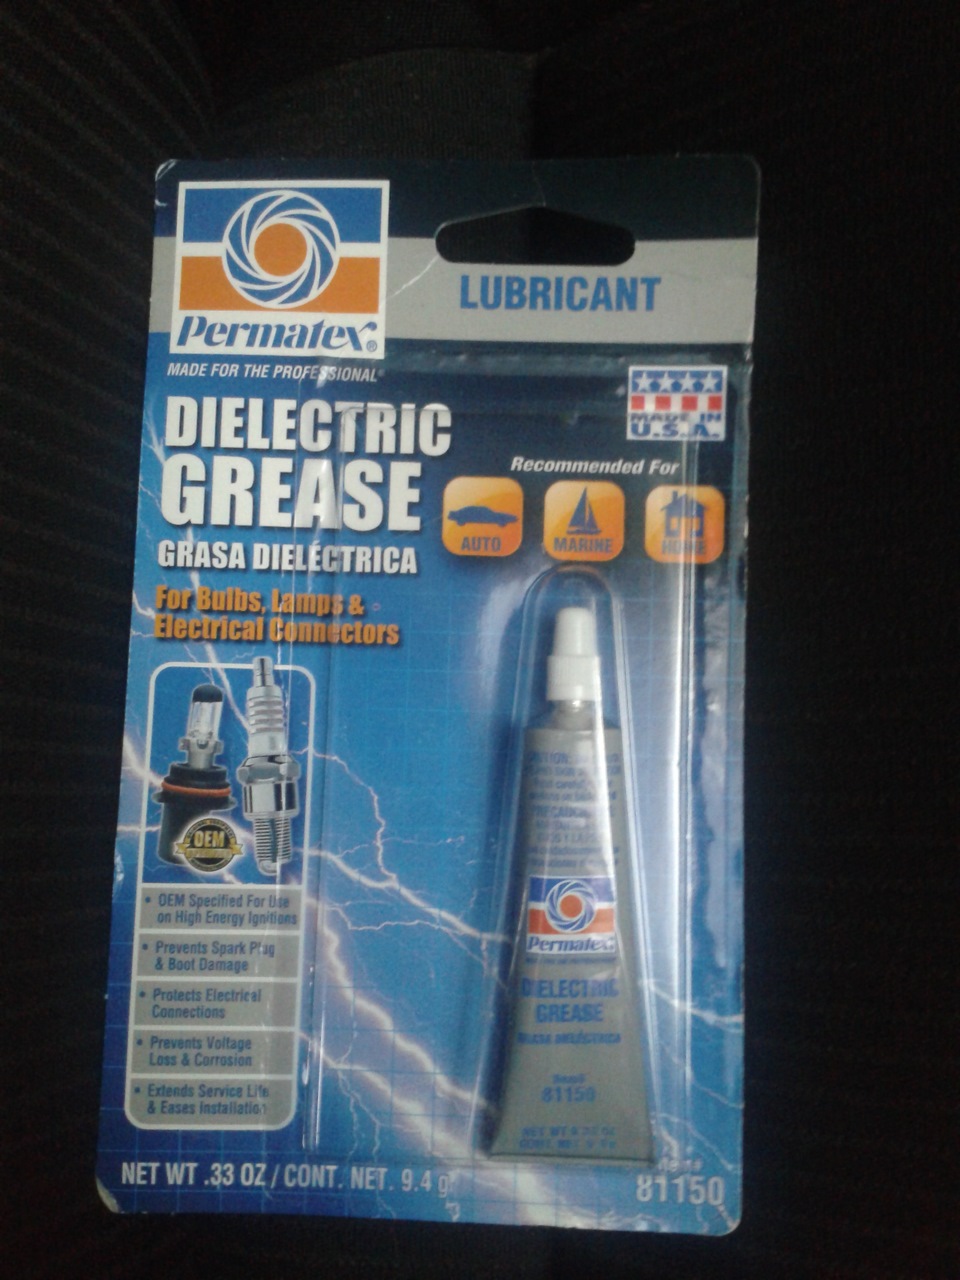 LUBRICANT
Permatex®
MADE FOR THE PROFESSIONAL®
MADE IN
U.S.A.
DIELECTRIC
GREASE
GRASA DIELÉCTRICA
Recommended For
AUTO
MARINE
HOME
For Bulbs, Lamps &
Electrical Connectors
OEM
• OEM Specified For Use
on High Energy Ignitions
• Prevents Spark Plug
& Boot Damage
• Protects Electrical
Connections
• Prevents Voltage
Loss & Corrosion
• Extends Service Life
& Eases Installation
Permatex
DIELECTRIC
GREASE
GRASA DIELÉCTRICA
81150
NET WT .33 OZ / CONT. NET. 9.4 g
81150